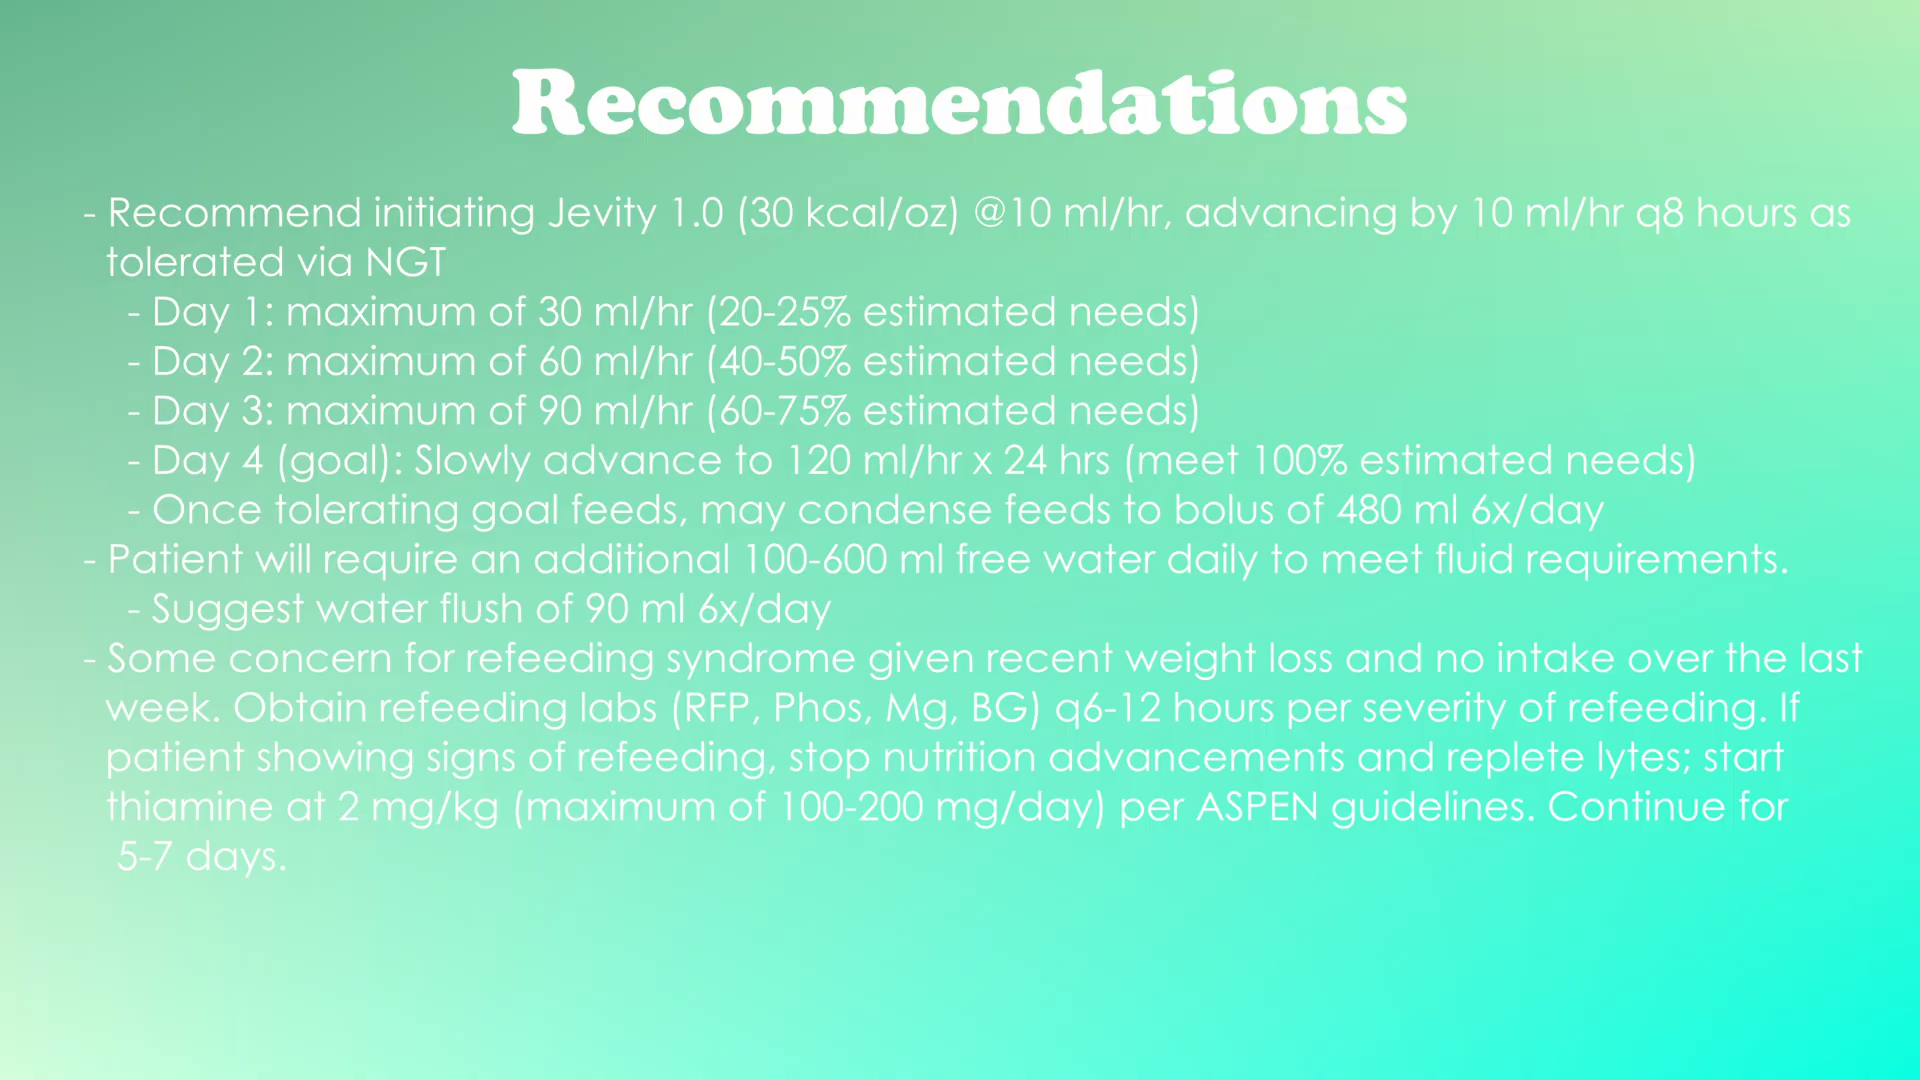 Recommendations
- Recommend initiating Jevity 1.0 (30 kcal/oz) @10 ml/hr, advancing by 10 ml/hr q8 hours as
tolerated via NGT
- Day 1: maximum of 30 ml/hr (20-25% estimated needs)
- Day 2: maximum of 60 ml/hr (40-50% estimated needs)
- Day 3: maximum of 90 ml/hr (60-75% estimated needs)
- Day 4 (goal): Slowly advance to 120 ml/hr x 24 hrs (meet 100% estimated needs)
- Once tolerating goal feeds, may condense feeds to bolus of 480 ml 6x/day
- Patient will require an additional 100-600 ml free water daily to meet fluid requirements.
- Suggest water flush of 90 ml 6x/day
- Some concern for refeeding syndrome given recent weight loss and no intake over the last
week. Obtain refeeding labs (RFP, Phos, Mg, BG) q6-12 hours per severity of refeeding. If
patient showing signs of refeeding, stop nutrition advancements and replete lytes; start
thiamine at 2 mg/kg (maximum of 100-200 mg/day) per ASPEN guidelines. Continue for
5-7 days.